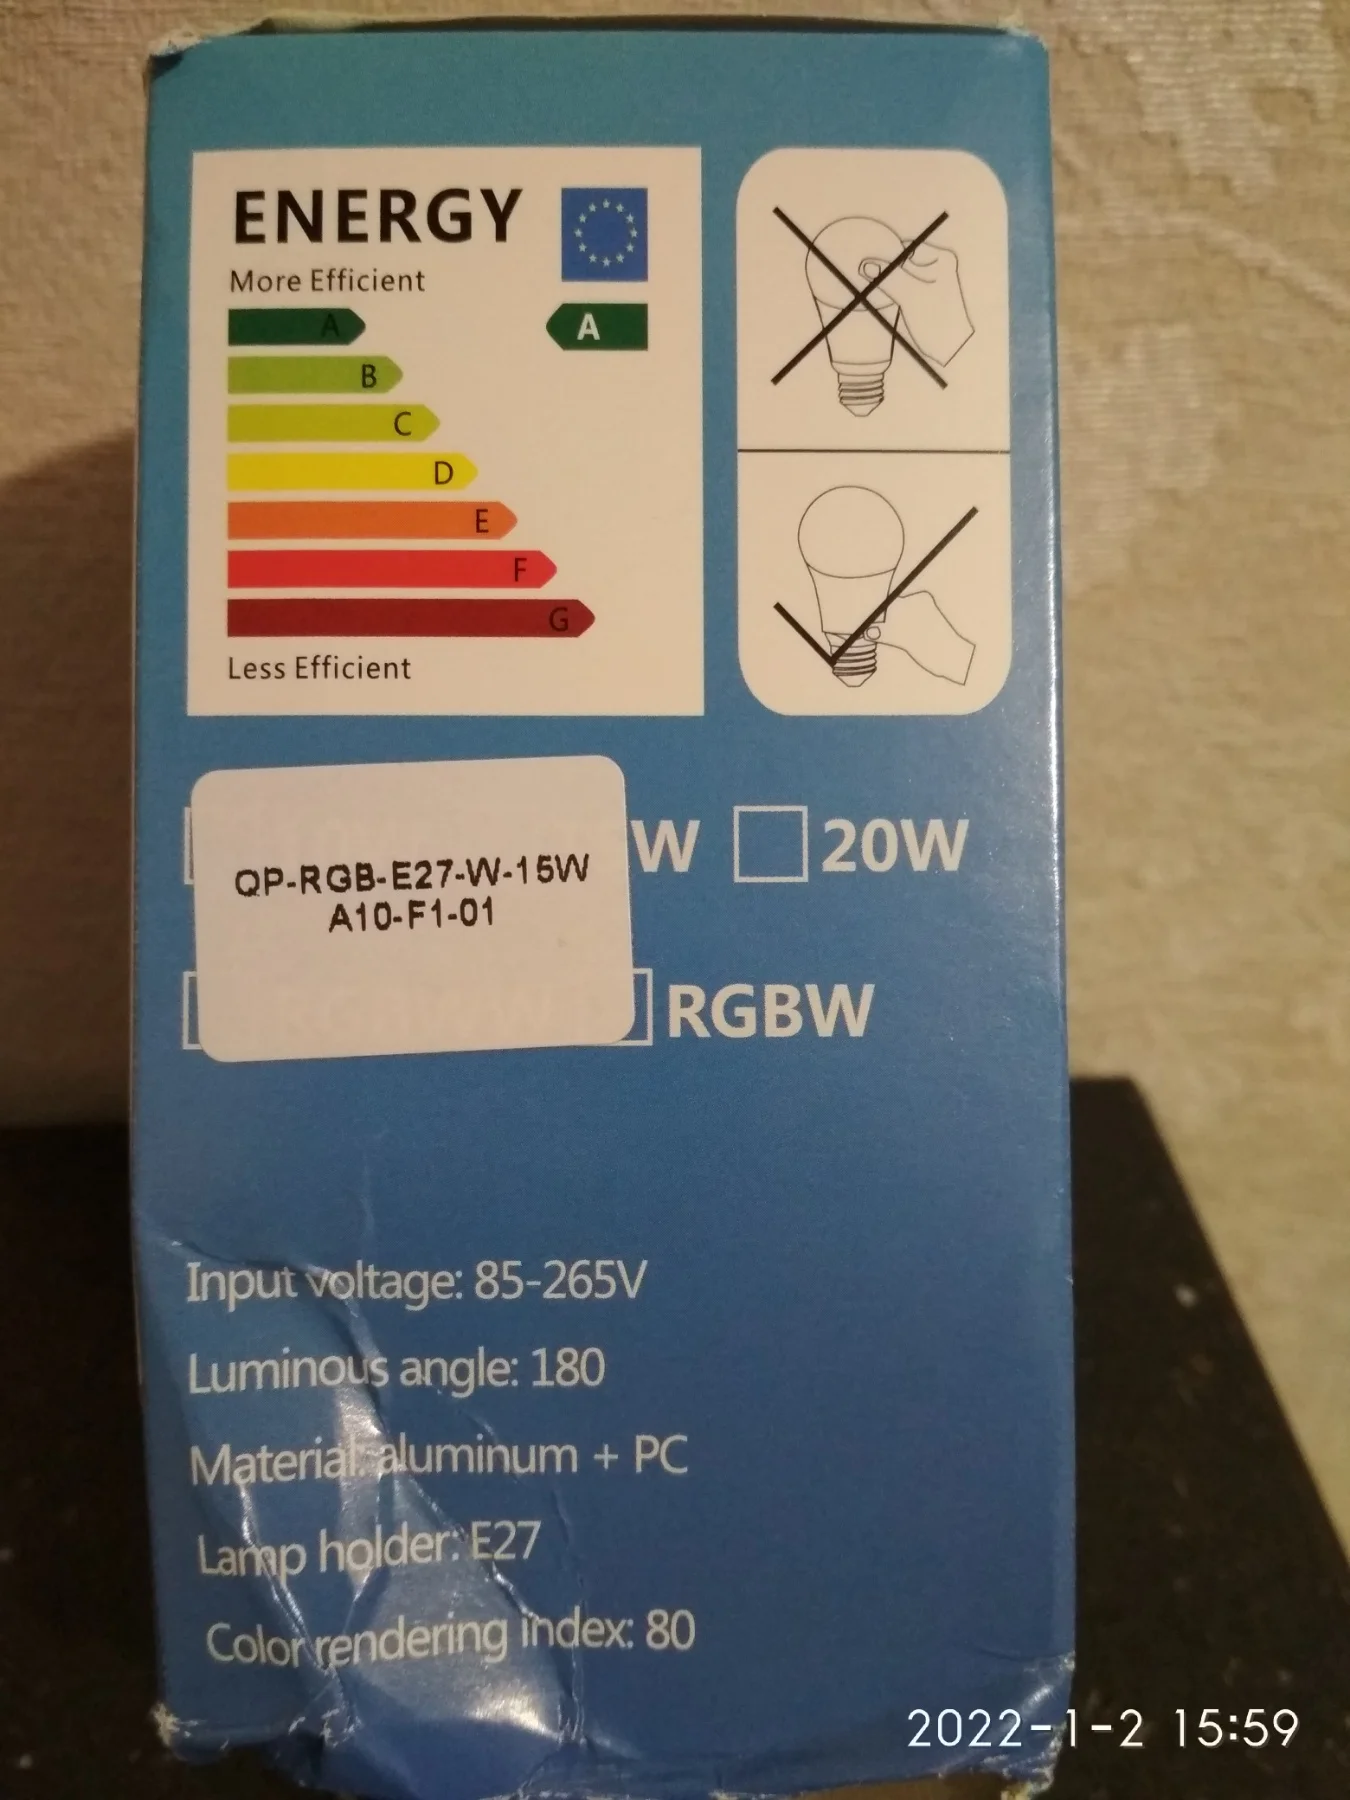 ENERGY
More Efficient
A
A
B
C
D
E
F
G
Less Efficient
W 20W
QP-RGB-E27-W-15W
A10-F1-01
RGBW
Input voltage: 85-265V
Luminous angle: 180
Material: aluminum + PC
Lamp holder: E27
Color rendering index: 80
2022-1-2 15:59